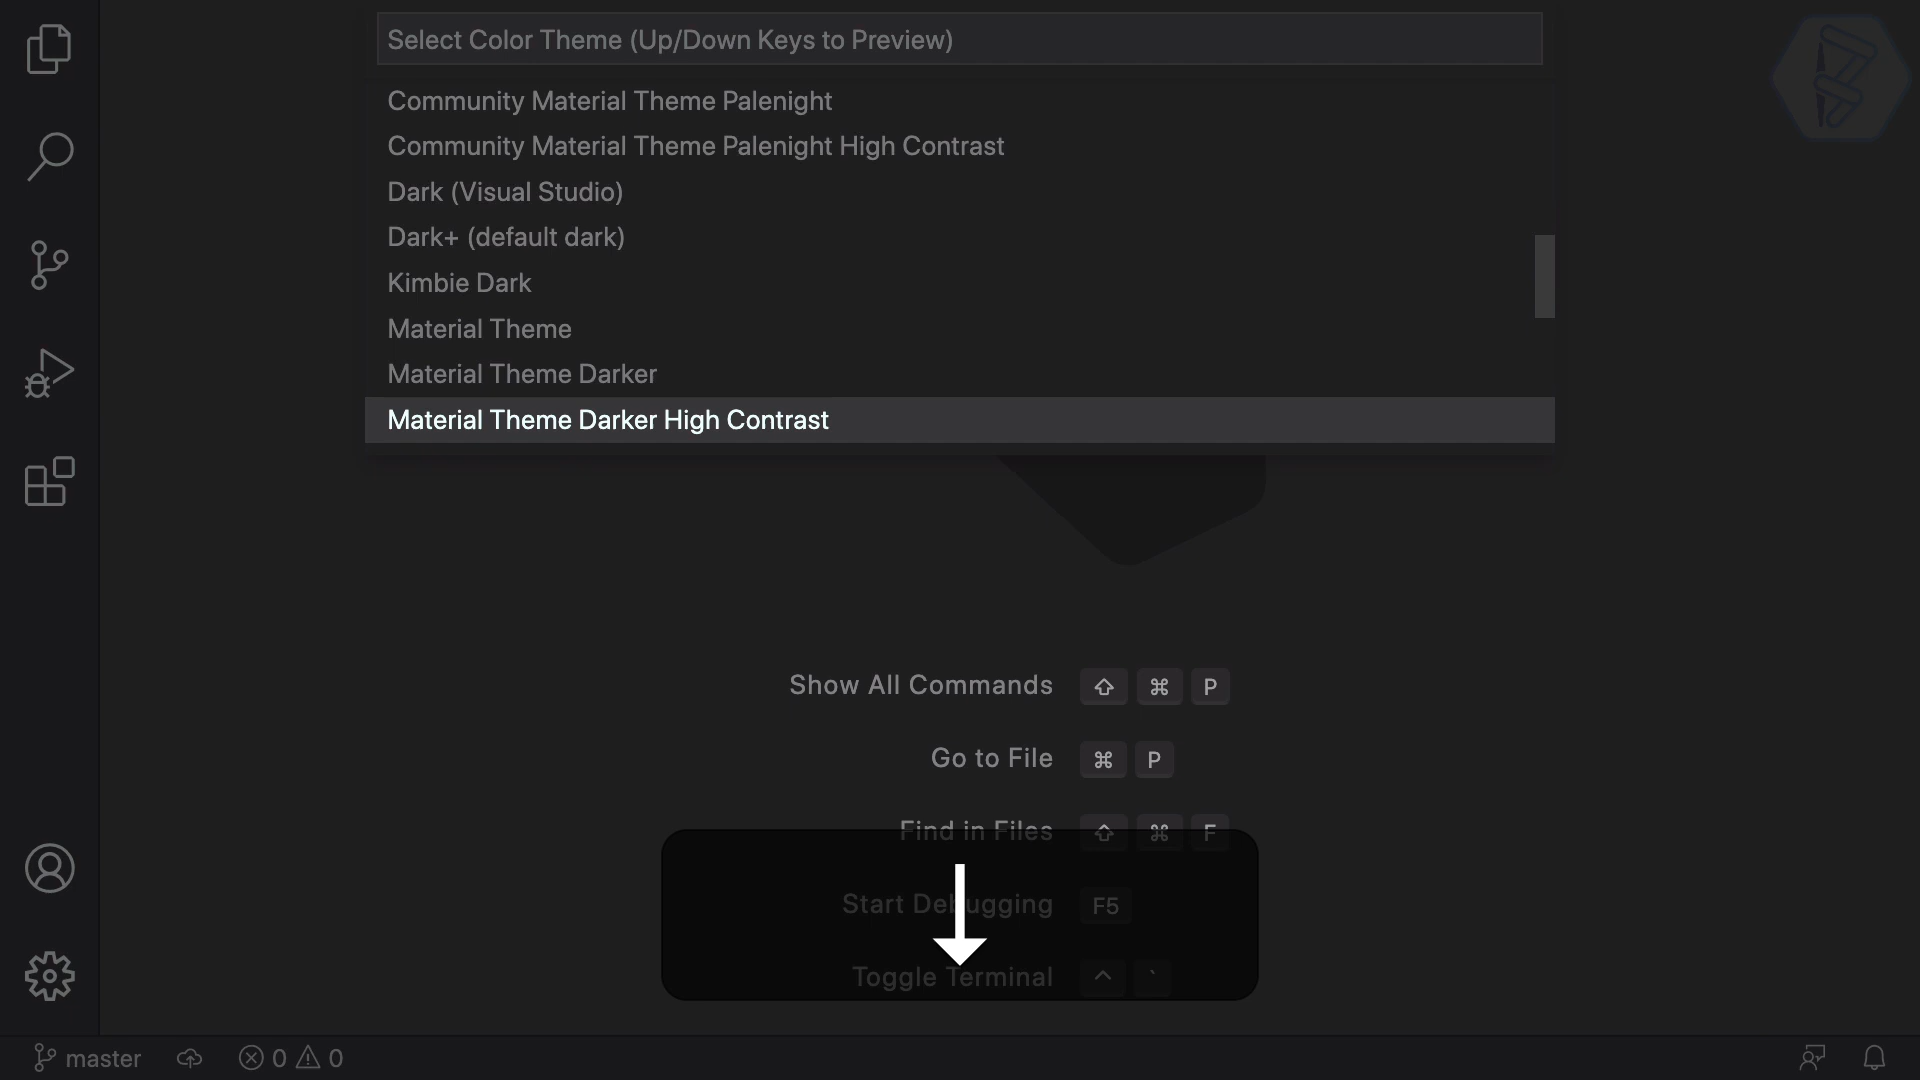 Select Color Theme (Up/Down Keys to Preview)
Community Material Theme Palenight
Community Material Theme Palenight High Contrast
Dark (Visual Studio)
Dark+ (default dark)
Kimbie Dark
Material Theme
Material Theme Darker
Material Theme Darker High Contrast
Show All Commands ⇧ ⌘ P
Go to File ⌘ P
Find in Files ⇧ ⌘ F
Start Debugging F5
Toggle Terminal ^ `
master 0 0